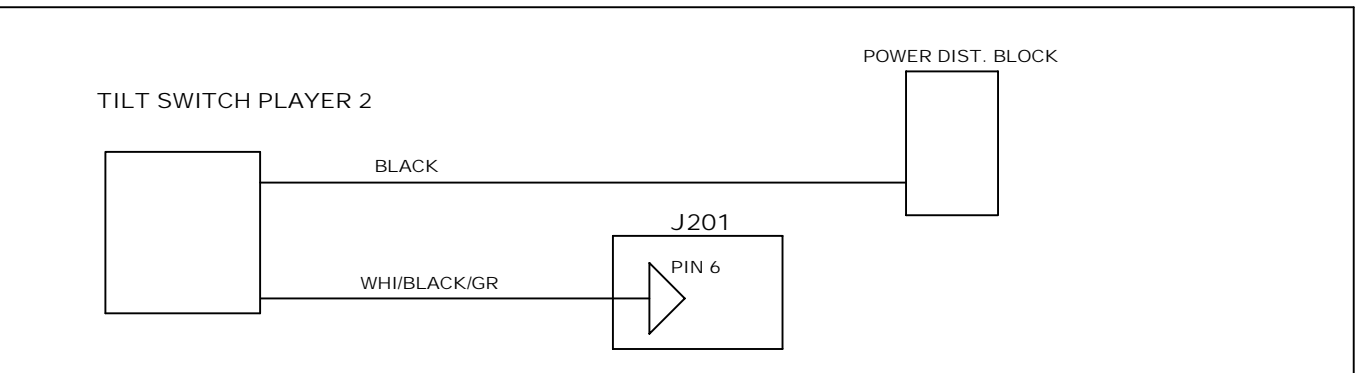 POWER DIST. BLOCK
TILT SWITCH PLAYER 2
BLACK
J201
PIN 6
WHI/BLACK/GR